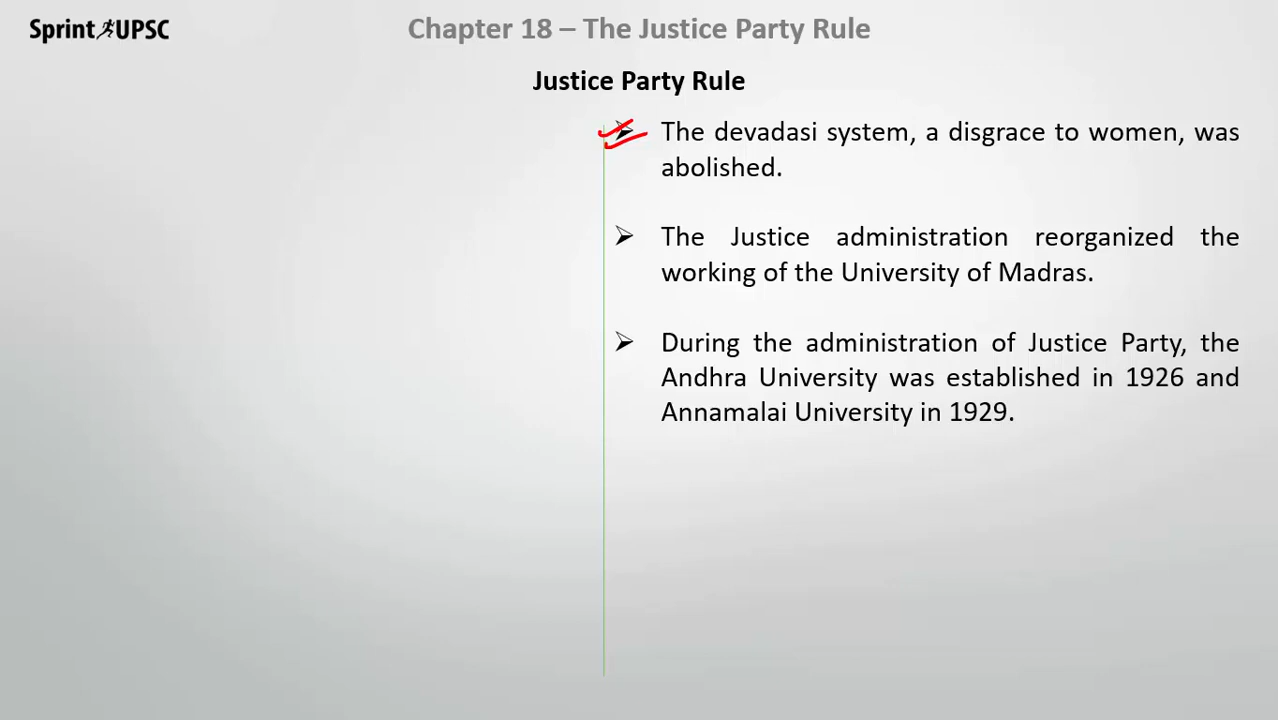 Sprint UPSC
Chapter 18 – The Justice Party Rule
Justice Party Rule
➢ The devadasi system, a disgrace to women, was
abolished.
➢ The Justice administration reorganized the
working of the University of Madras.
➢ During the administration of Justice Party, the
Andhra University was established in 1926 and
Annamalai University in 1929.